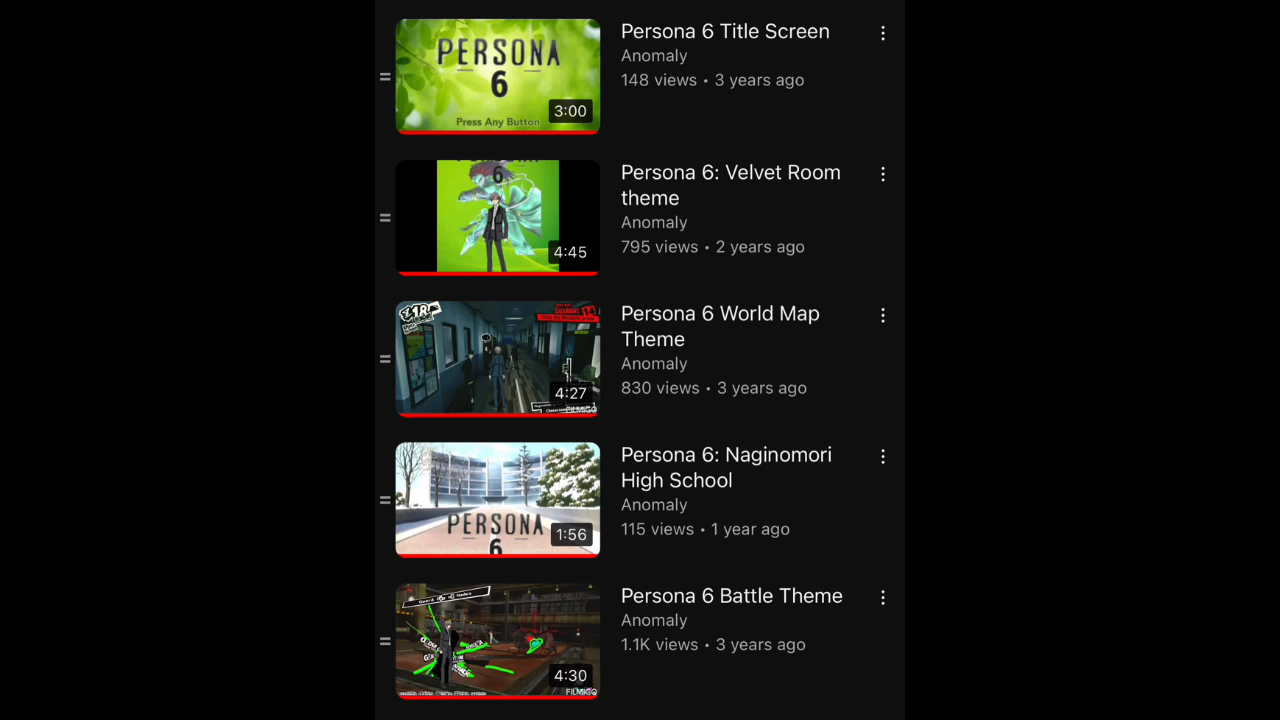 PERSONA
6
Press Any Button
3:00
Persona 6 Title Screen
Anomaly
148 views • 3 years ago
6
4:45
Persona 6: Velvet Room
theme
Anomaly
795 views • 2 years ago
4:27
FILMIGO
Persona 6 World Map
Theme
Anomaly
830 views • 3 years ago
PERSONA
6
1:56
Persona 6: Naginomori
High School
Anomaly
115 views • 1 year ago
4:30
FILMIGO
Persona 6 Battle Theme
Anomaly
1.1K views • 3 years ago